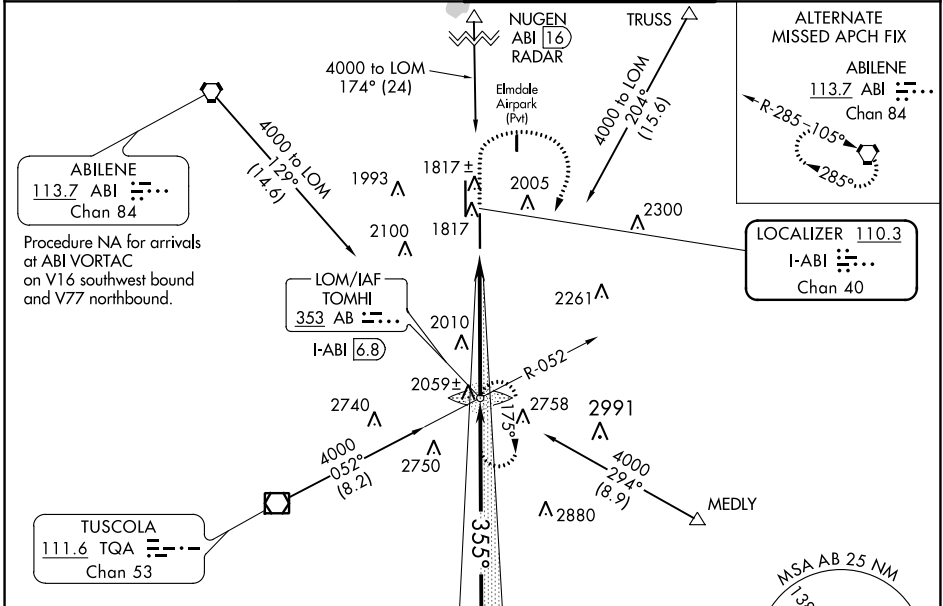 NUGEN
ABI 16
RADAR
TRUSS
ALTERNATE
MISSED APCH FIX
ABILENE
113.7 ABI
Chan 84
R-285
105°
285°
4000 to LOM
174° (24)
Elmdale
Airpark
(Pvt)
4000 to LOM
204°
(15.6)
4000 to LOM
129°
(14.6)
ABILENE
113.7 ABI
Chan 84
Procedure NA for arrivals
at ABI VORTAC
on V16 southwest bound
and V77 northbound.
1993
1817±
2005
1817
2300
2100
LOCALIZER 110.3
I-ABI
Chan 40
LOM/IAF
TOMHI
353 AB
I-ABI 6.8
2261
2010
R-052
2059±
2740
2758
2991
175°
4000
052°
(8.2)
2750
4000
294°
(8.9)
MEDLY
2880
355°
TUSCOLA
111.6 TQA
Chan 53
MSA AB 25 NM